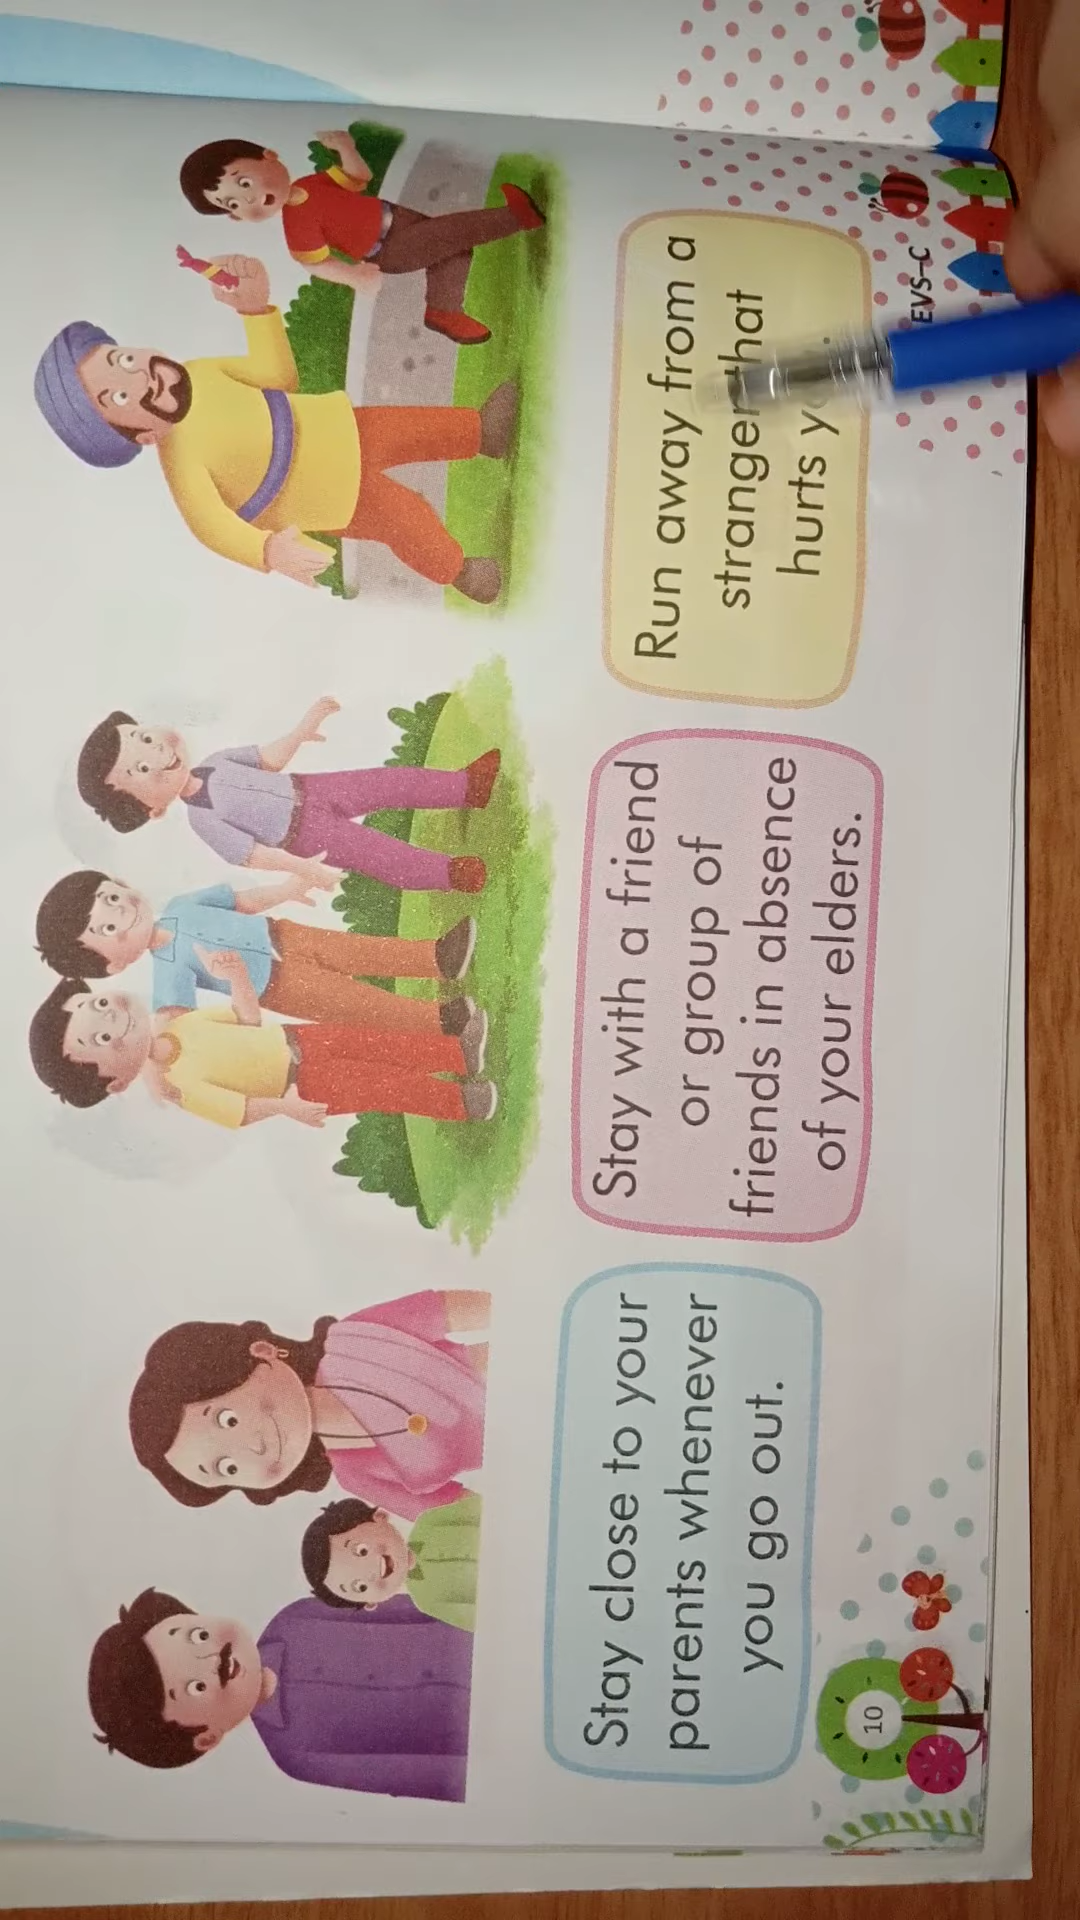 Stay close to your
parents whenever
you go out.
Stay with a friend
or group of
friends in absence
of your elders.
Run away from a
stranger that
hurts
10
EVS-C